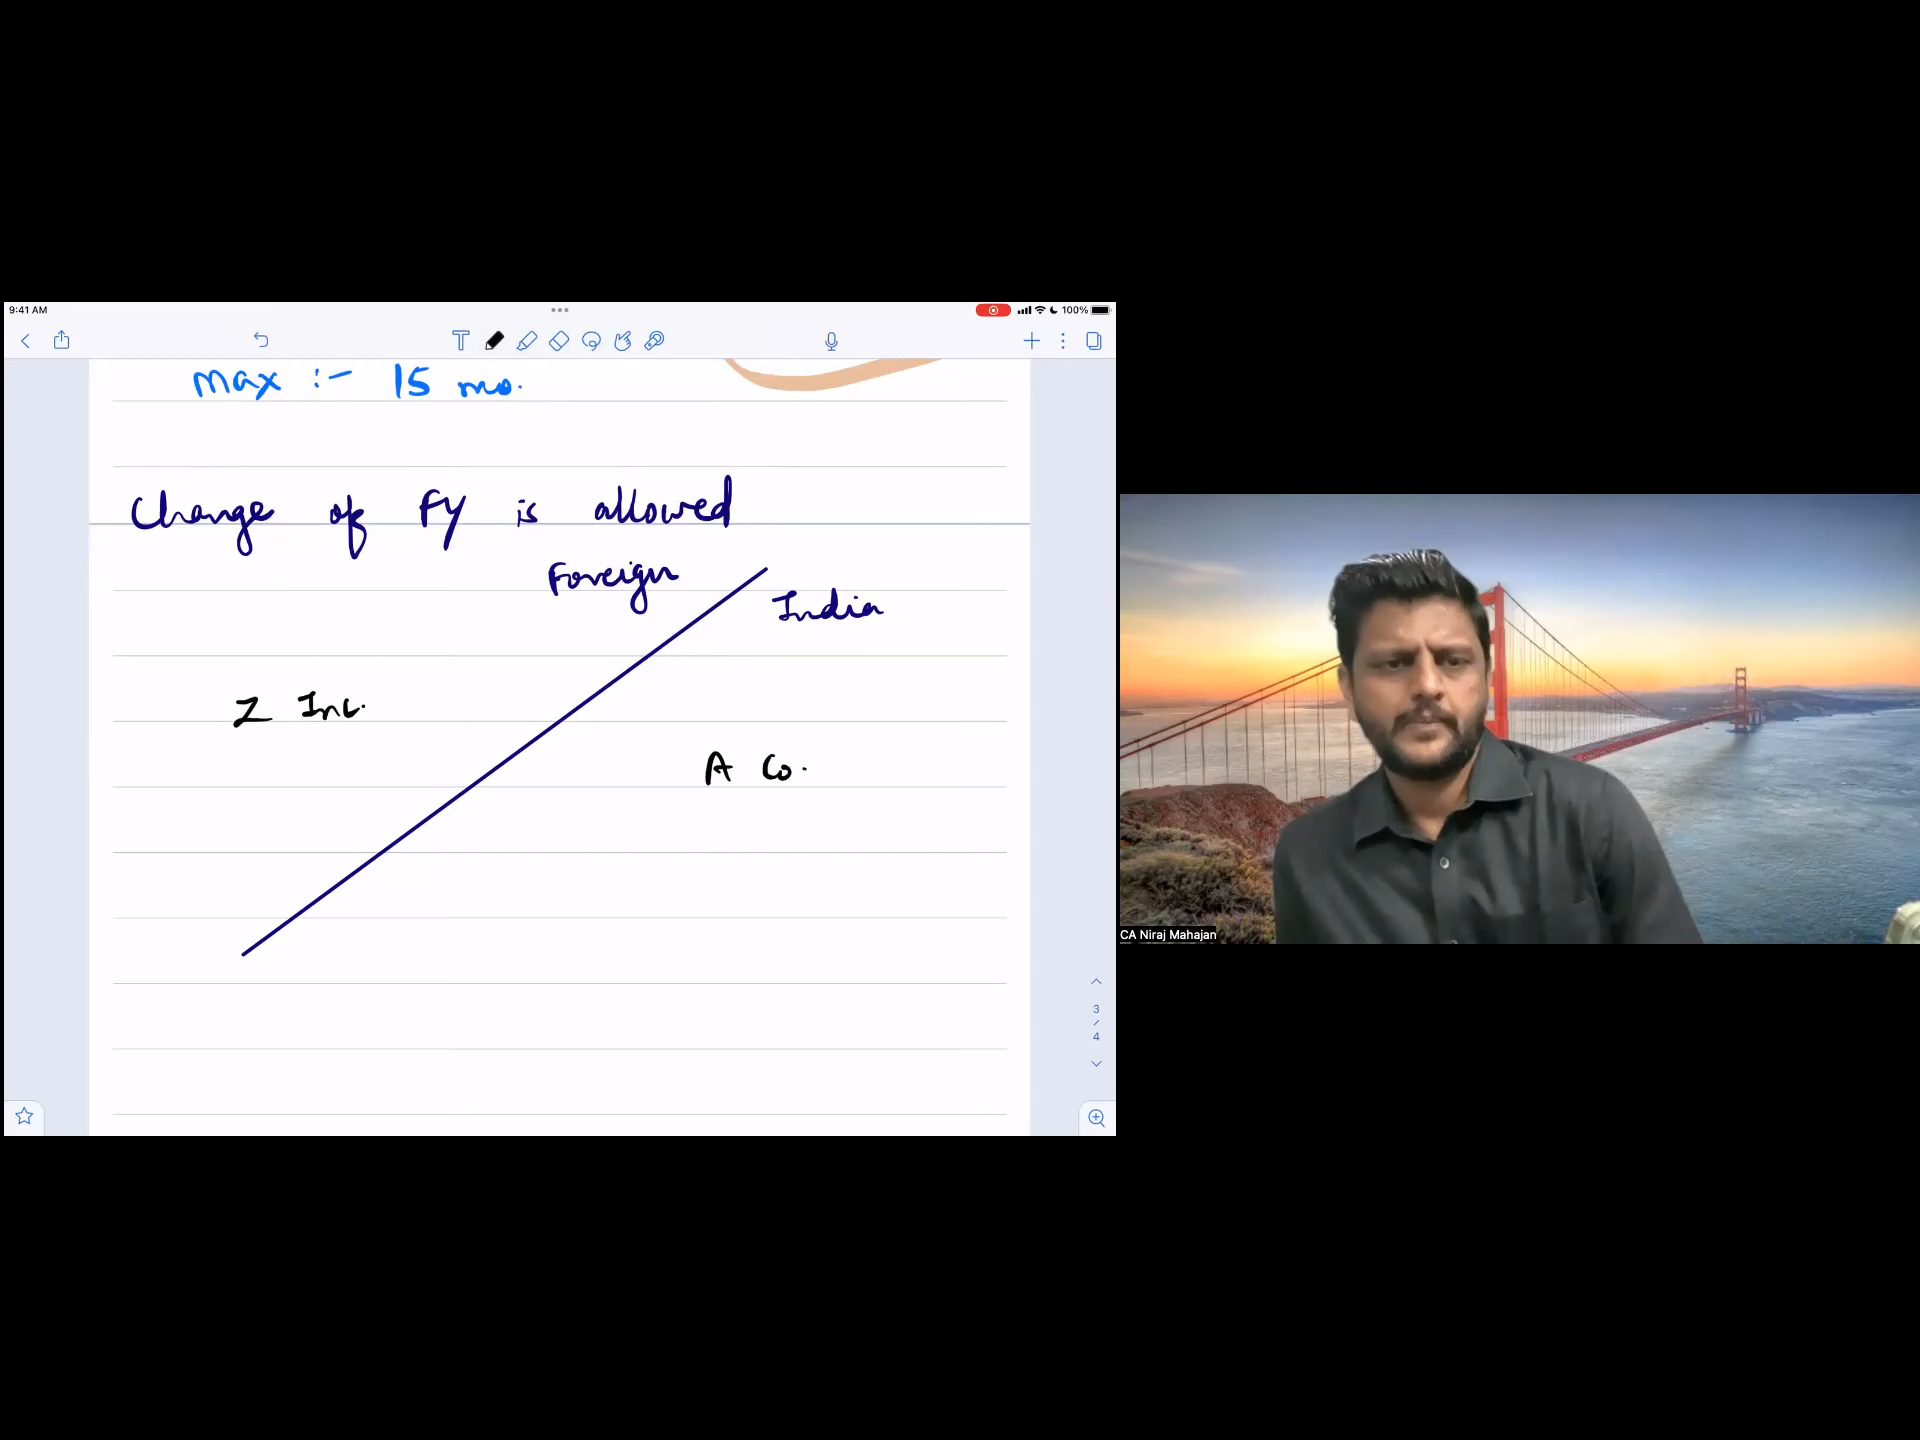 9:41 AM
100%
max :- 15 mo.
Change of FY is allowed
Foreign
India
Z Inc.
A Co.
CA Niraj Mahajan
3
/
4